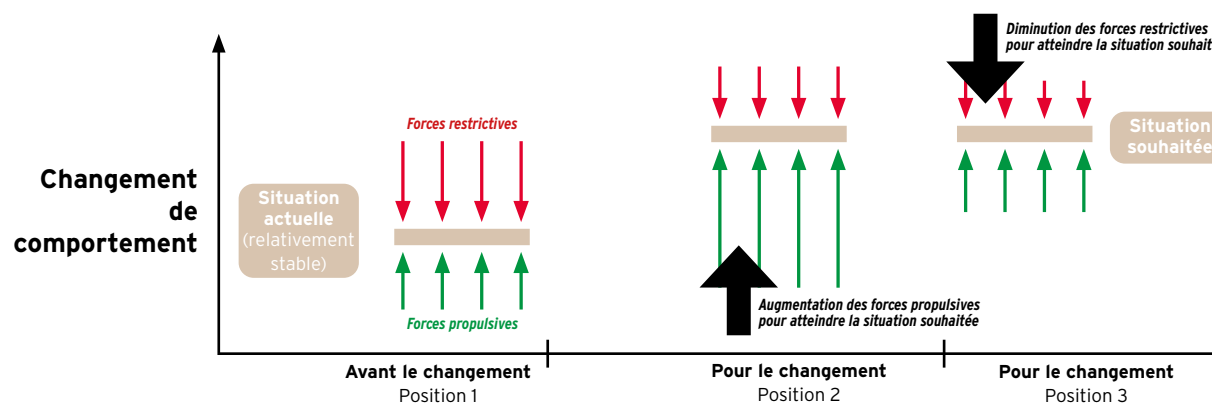 Changement
de
comportement
Situation
actuelle
(relativement
stable)
Forces restrictives
Forces propulsives
Augmentation des forces propulsives
pour atteindre la situation souhaitée
Diminution des forces restrictives
pour atteindre la situation souhait
Situation
souhaitée
Avant le changement
Position 1
Pour le changement
Position 2
Pour le changement
Position 3